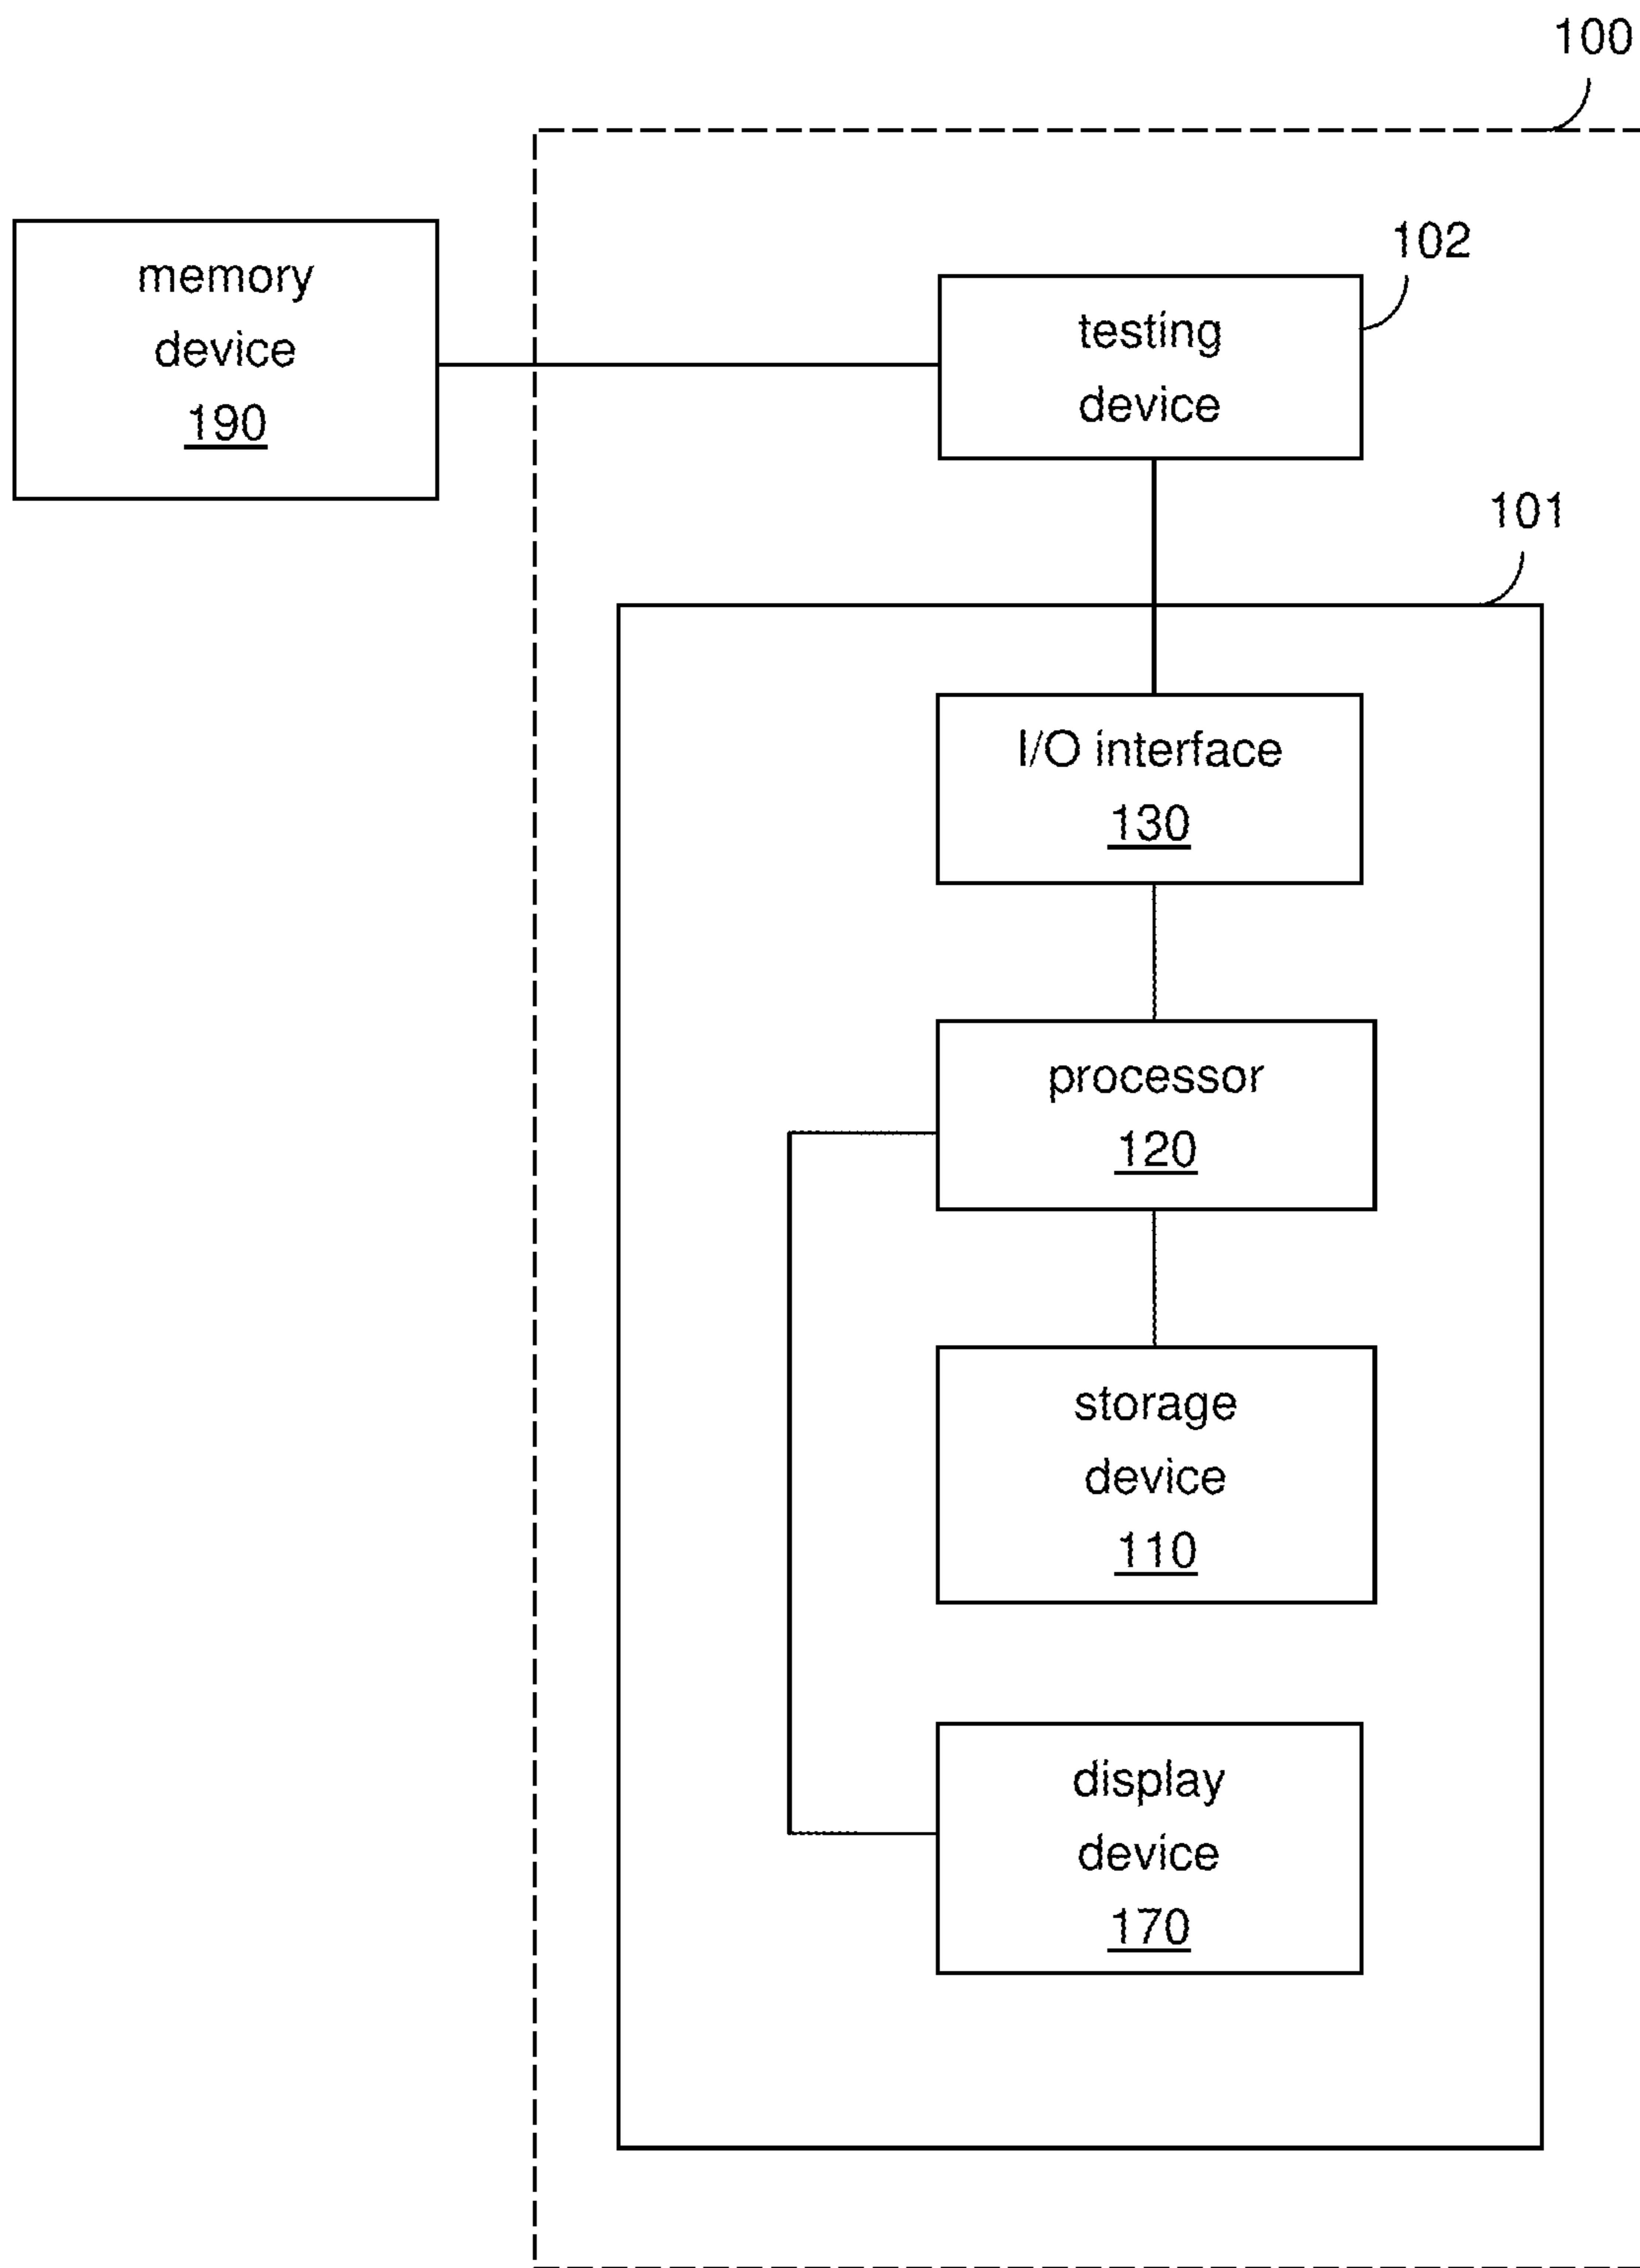 100
memory
device
190
102
testing
device
101
I/O interface
130
processor
120
storage
device
110
display
device
170